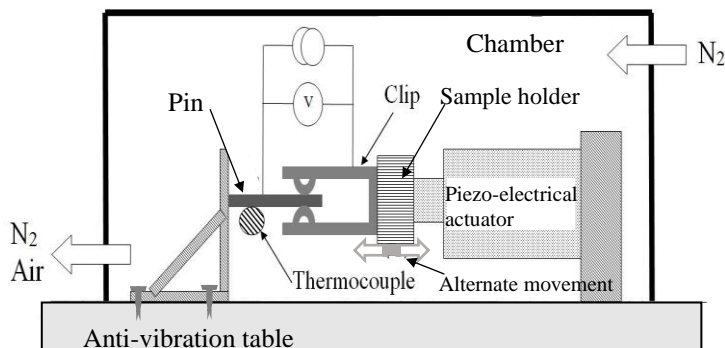 Chamber
N2
V
Clip
Sample holder
Pin
Piezo-electrical
actuator
N2
Air
Thermocouple
Alternate movement
Anti-vibration table